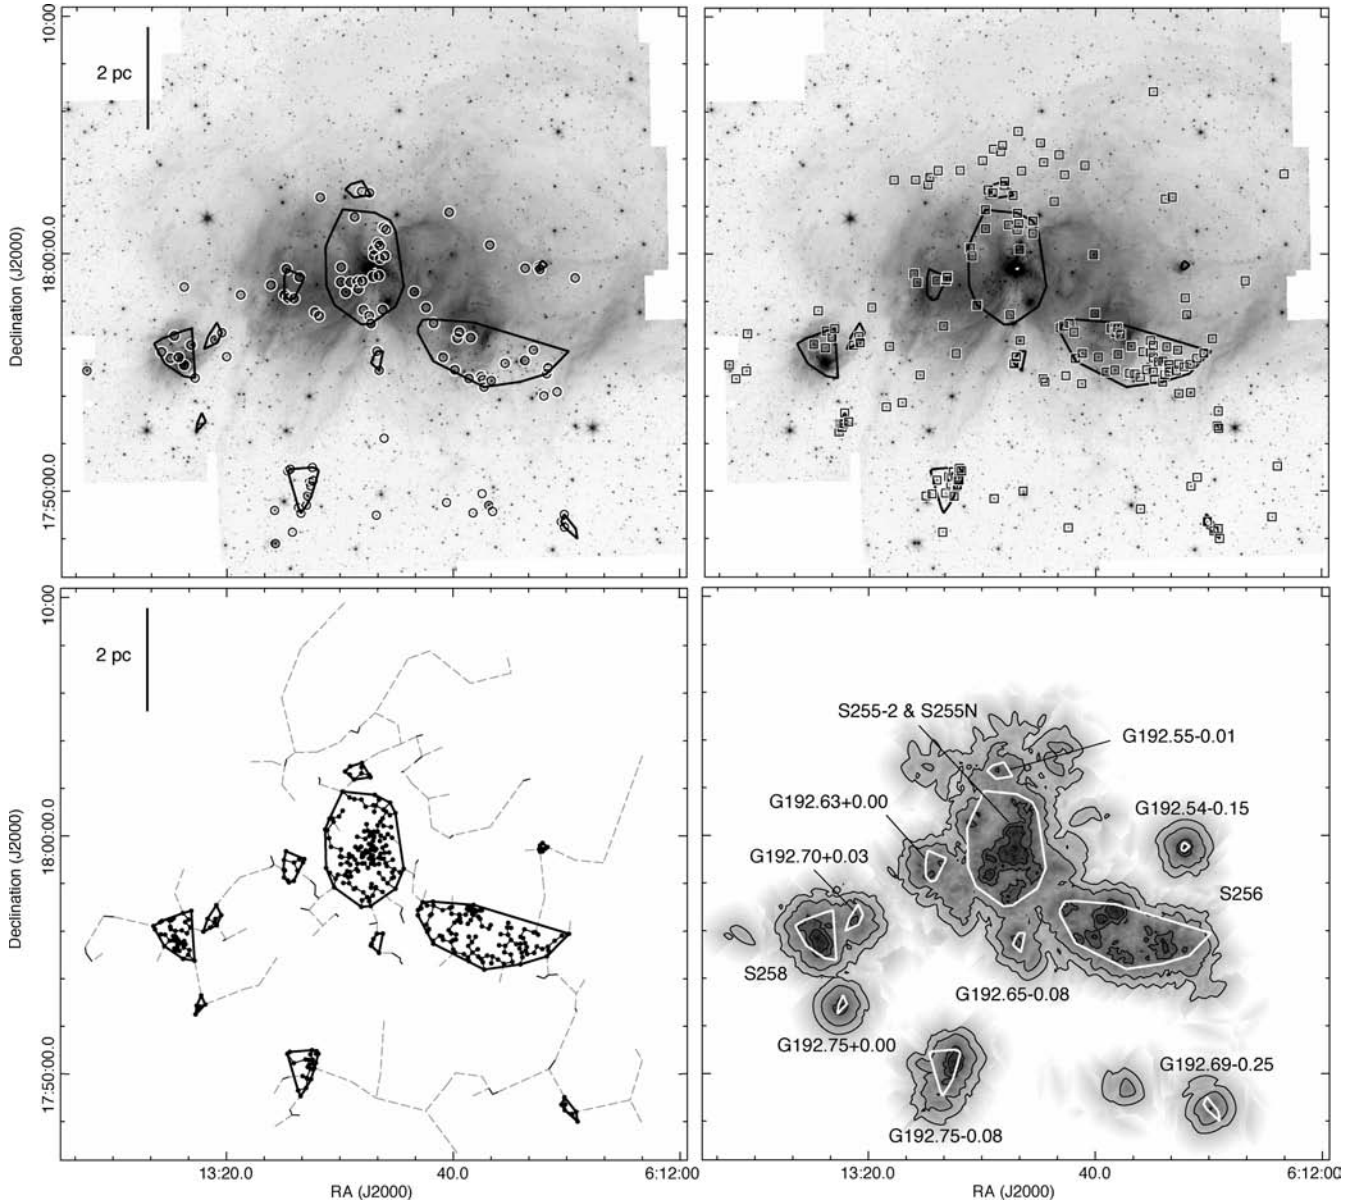 10:00
2 pc
Declination (J2000)
18:00:00.0
17:50:00.0
10:00
2 pc
Declination (J2000)
18:00:00.0
17:50:00.0
13:20.0
40.0
6:12:00.0
RA (J2000)
S255-2 & S255N
G192.55-0.01
G192.63+0.00
G192.54-0.15
G192.70+0.03
S256
S258
G192.65-0.08
G192.75+0.00
G192.69-0.25
G192.75-0.08
13:20.0
40.0
6:12:00.0
RA (J2000)